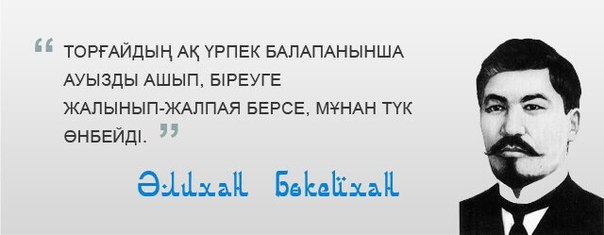 “ ТОРҒАЙДЫҢ АҚ ҮРПЕК БАЛАПАНЫНША
АУЫЗДЫ АШЫП, БІРЕУГЕ
ЖАЛЫНЫП-ЖАЛПАЯ БЕРСЕ, МҰНАН ТҮК
ӨНБЕЙДІ. ”
Әлихан Бөкейхан